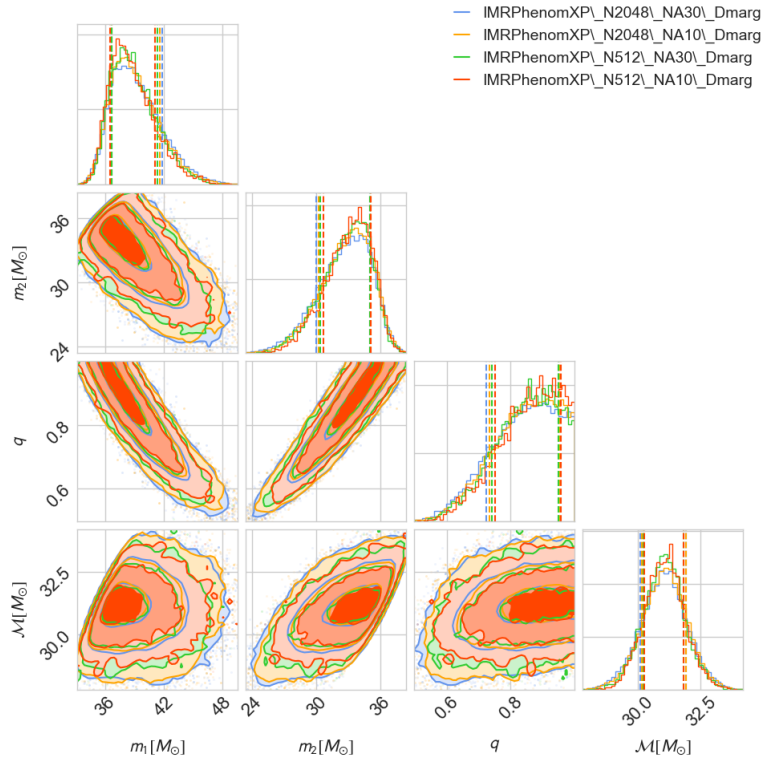 IMRPhenomXP\_N2048\_NA30\_Dmarg
IMRPhenomXP\_N2048\_NA10\_Dmarg
IMRPhenomXP\_N512\_NA30\_Dmarg
IMRPhenomXP\_N512\_NA10\_Dmarg
36
30
24
m₂[M☉]
0.8
0.6
q
32.5
30.0
ℳ[M☉]
36 42 48
24 30 36
0.6 0.8
30.0 32.5
m₁[M☉]
m₂[M☉]
q
ℳ[M☉]